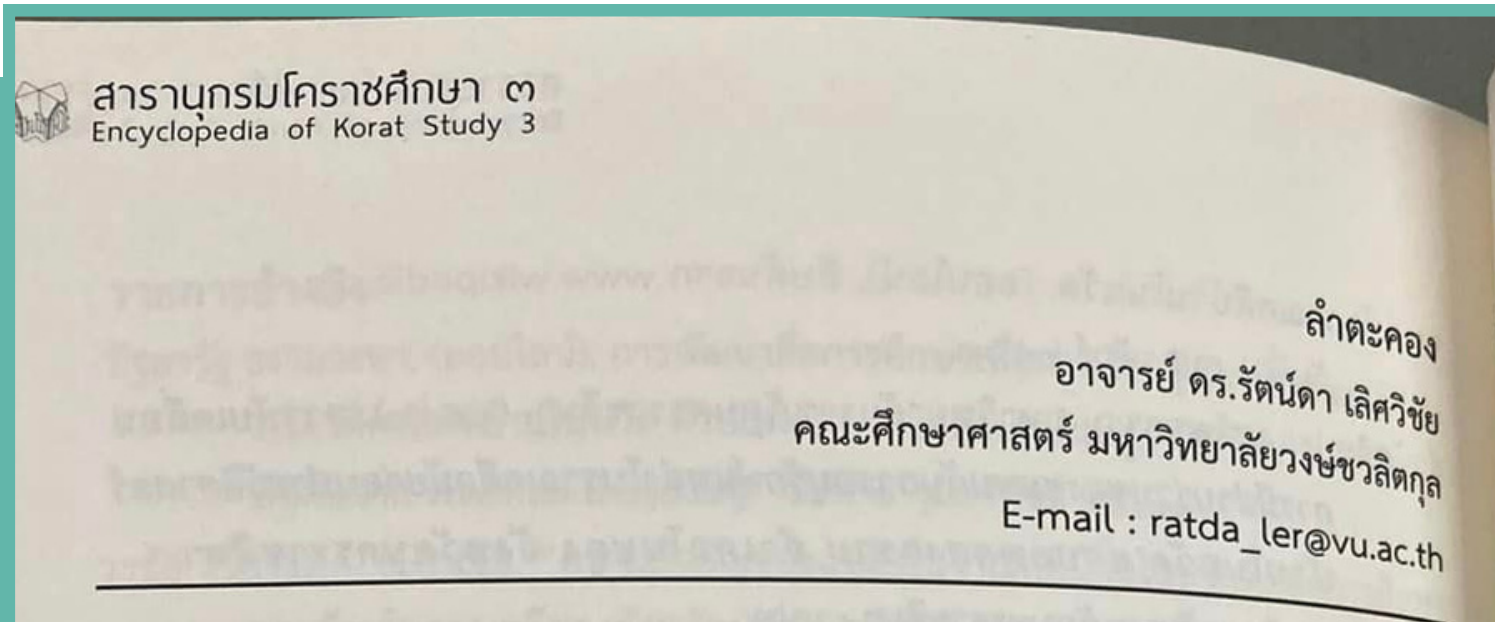 สารานุกรมโคราชศึกษา ๓
Encyclopedia of Korat Study 3
ลำตะคอง
อาจารย์ ดร.รัตน์ดา เลิศวิชัย
คณะศึกษาศาสตร์ มหาวิทยาลัยวงษ์ชวลิตกุล
E-mail : ratda_ler@vu.ac.th